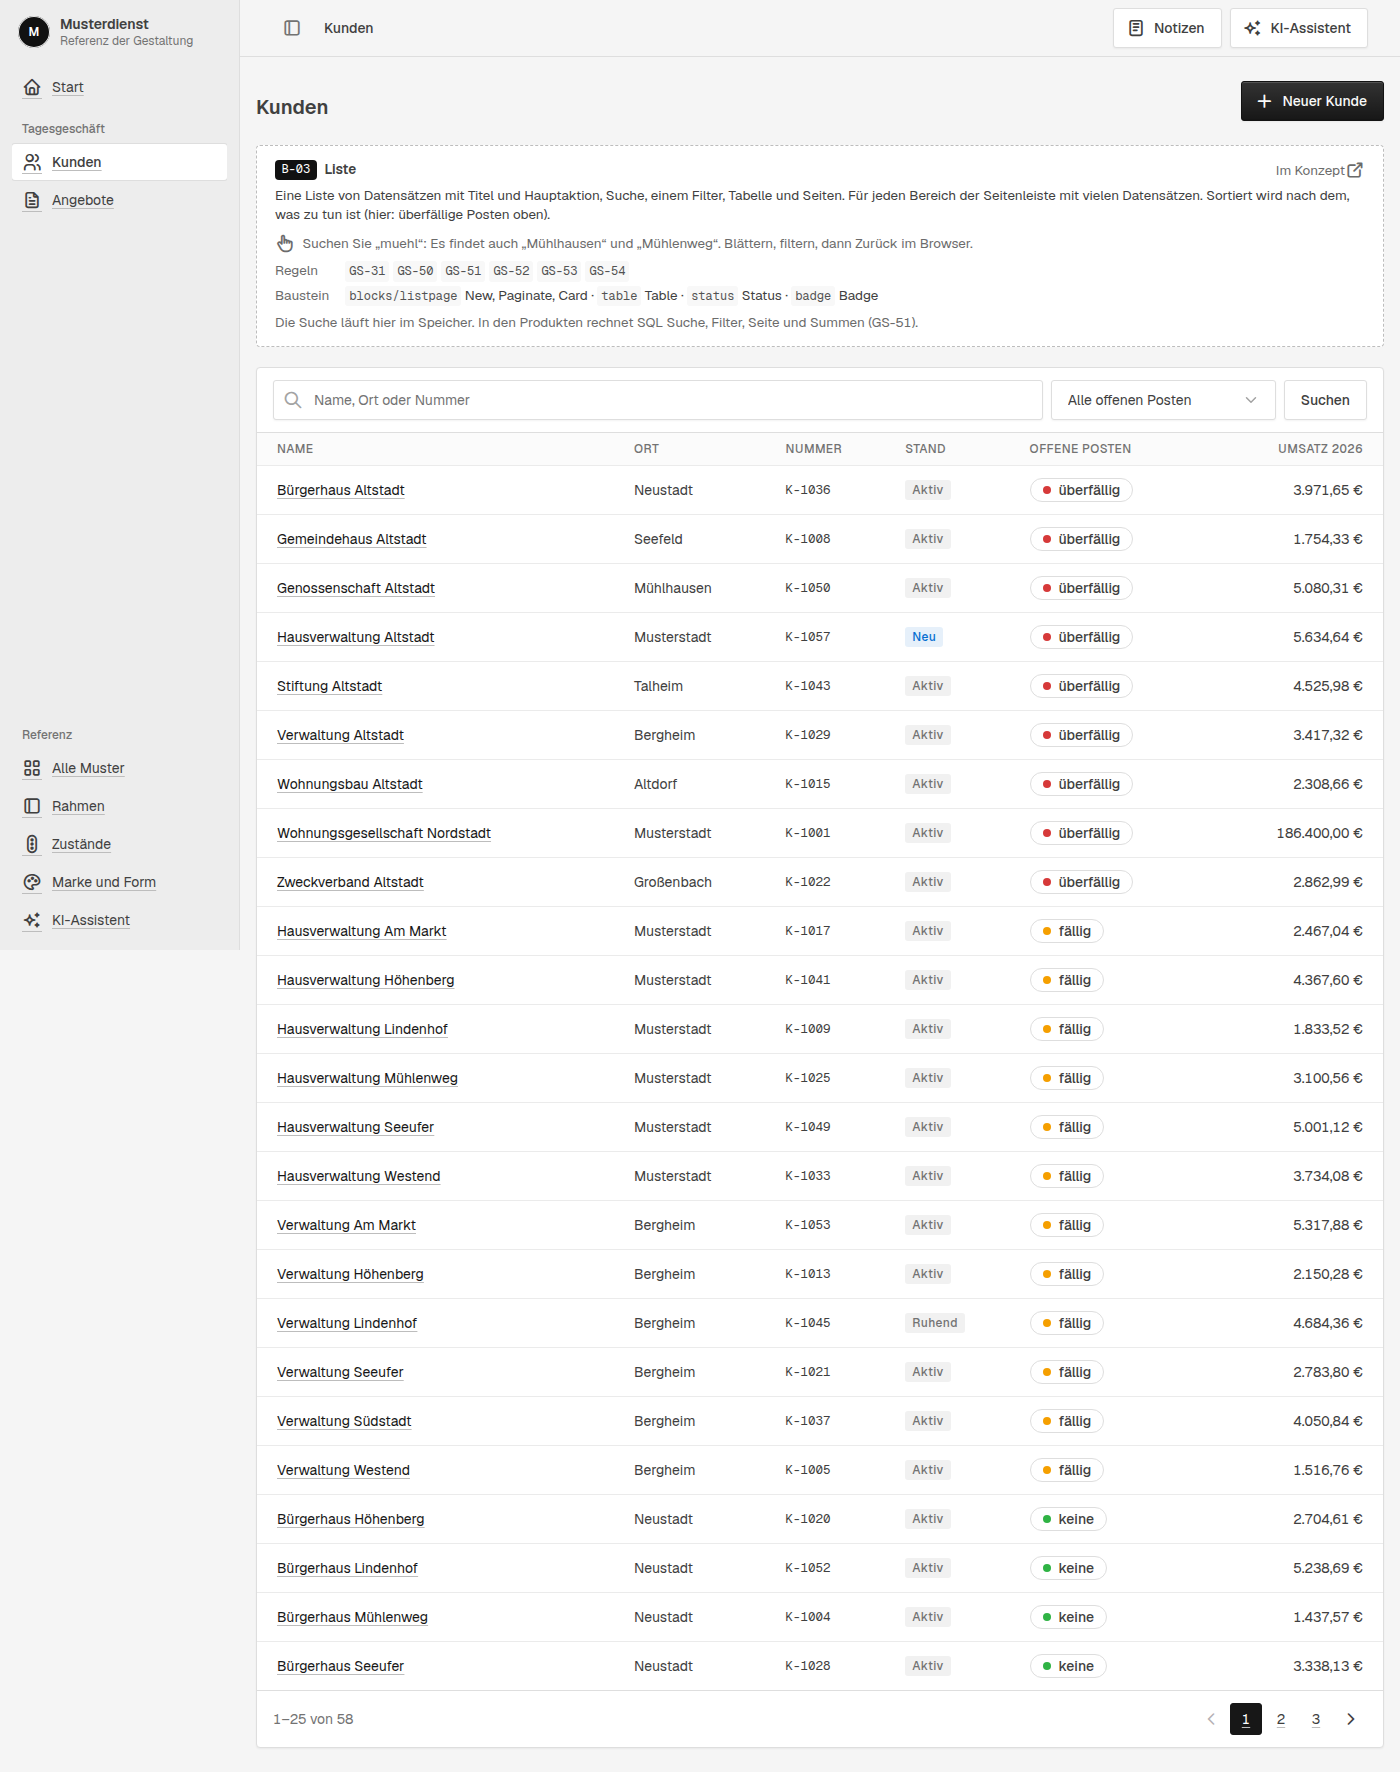 M
Musterdienst
Referenz der Gestaltung
Start
Tagesgeschäft
Kunden
Angebote
Referenz
Alle Muster
Rahmen
Zustände
Marke und Form
KI-Assistent
Kunden
Notizen
KI-Assistent
Kunden
Neuer Kunde
B-03 Liste
Im Konzept
Eine Liste von Datensätzen mit Titel und Hauptaktion, Suche, einem Filter, Tabelle und Seiten. Für jeden Bereich der Seitenleiste mit vielen Datensätzen. Sortiert wird nach dem,
was zu tun ist (hier: überfällige Posten oben).
Suchen Sie „muehl“: Es findet auch „Mühlhausen“ und „Mühlenweg“. Blättern, filtern, dann Zurück im Browser.
Regeln GS-31 GS-50 GS-51 GS-52 GS-53 GS-54
Baustein blocks/listpage New, Paginate, Card · table Table · status Status · badge Badge
Die Suche läuft hier im Speicher. In den Produkten rechnet SQL Suche, Filter, Seite und Summen (GS-51).
Name, Ort oder Nummer
Alle offenen Posten
Suchen
NAME ORT NUMMER STAND OFFENE POSTEN UMSATZ 2026
Bürgerhaus Altstadt Neustadt K-1036 Aktiv überfällig 3.971,65 €
Gemeindehaus Altstadt Seefeld K-1008 Aktiv überfällig 1.754,33 €
Genossenschaft Altstadt Mühlhausen K-1050 Aktiv überfällig 5.080,31 €
Hausverwaltung Altstadt Musterstadt K-1057 Neu überfällig 5.634,64 €
Stiftung Altstadt Talheim K-1043 Aktiv überfällig 4.525,98 €
Verwaltung Altstadt Bergheim K-1029 Aktiv überfällig 3.417,32 €
Wohnungsbau Altstadt Altdorf K-1015 Aktiv überfällig 2.308,66 €
Wohnungsgesellschaft Nordstadt Musterstadt K-1001 Aktiv überfällig 186.400,00 €
Zweckverband Altstadt Großenbach K-1022 Aktiv überfällig 2.862,99 €
Hausverwaltung Am Markt Musterstadt K-1017 Aktiv fällig 2.467,04 €
Hausverwaltung Höhenberg Musterstadt K-1041 Aktiv fällig 4.367,60 €
Hausverwaltung Lindenhof Musterstadt K-1009 Aktiv fällig 1.833,52 €
Hausverwaltung Mühlenweg Musterstadt K-1025 Aktiv fällig 3.100,56 €
Hausverwaltung Seeufer Musterstadt K-1049 Aktiv fällig 5.001,12 €
Hausverwaltung Westend Musterstadt K-1033 Aktiv fällig 3.734,08 €
Verwaltung Am Markt Bergheim K-1053 Aktiv fällig 5.317,88 €
Verwaltung Höhenberg Bergheim K-1013 Aktiv fällig 2.150,28 €
Verwaltung Lindenhof Bergheim K-1045 Ruhend fällig 4.684,36 €
Verwaltung Seeufer Bergheim K-1021 Aktiv fällig 2.783,80 €
Verwaltung Südstadt Bergheim K-1037 Aktiv fällig 4.050,84 €
Verwaltung Westend Bergheim K-1005 Aktiv fällig 1.516,76 €
Bürgerhaus Höhenberg Neustadt K-1020 Aktiv keine 2.704,61 €
Bürgerhaus Lindenhof Neustadt K-1052 Aktiv keine 5.238,69 €
Bürgerhaus Mühlenweg Neustadt K-1004 Aktiv keine 1.437,57 €
Bürgerhaus Seeufer Neustadt K-1028 Aktiv keine 3.338,13 €
1–25 von 58
1 2 3